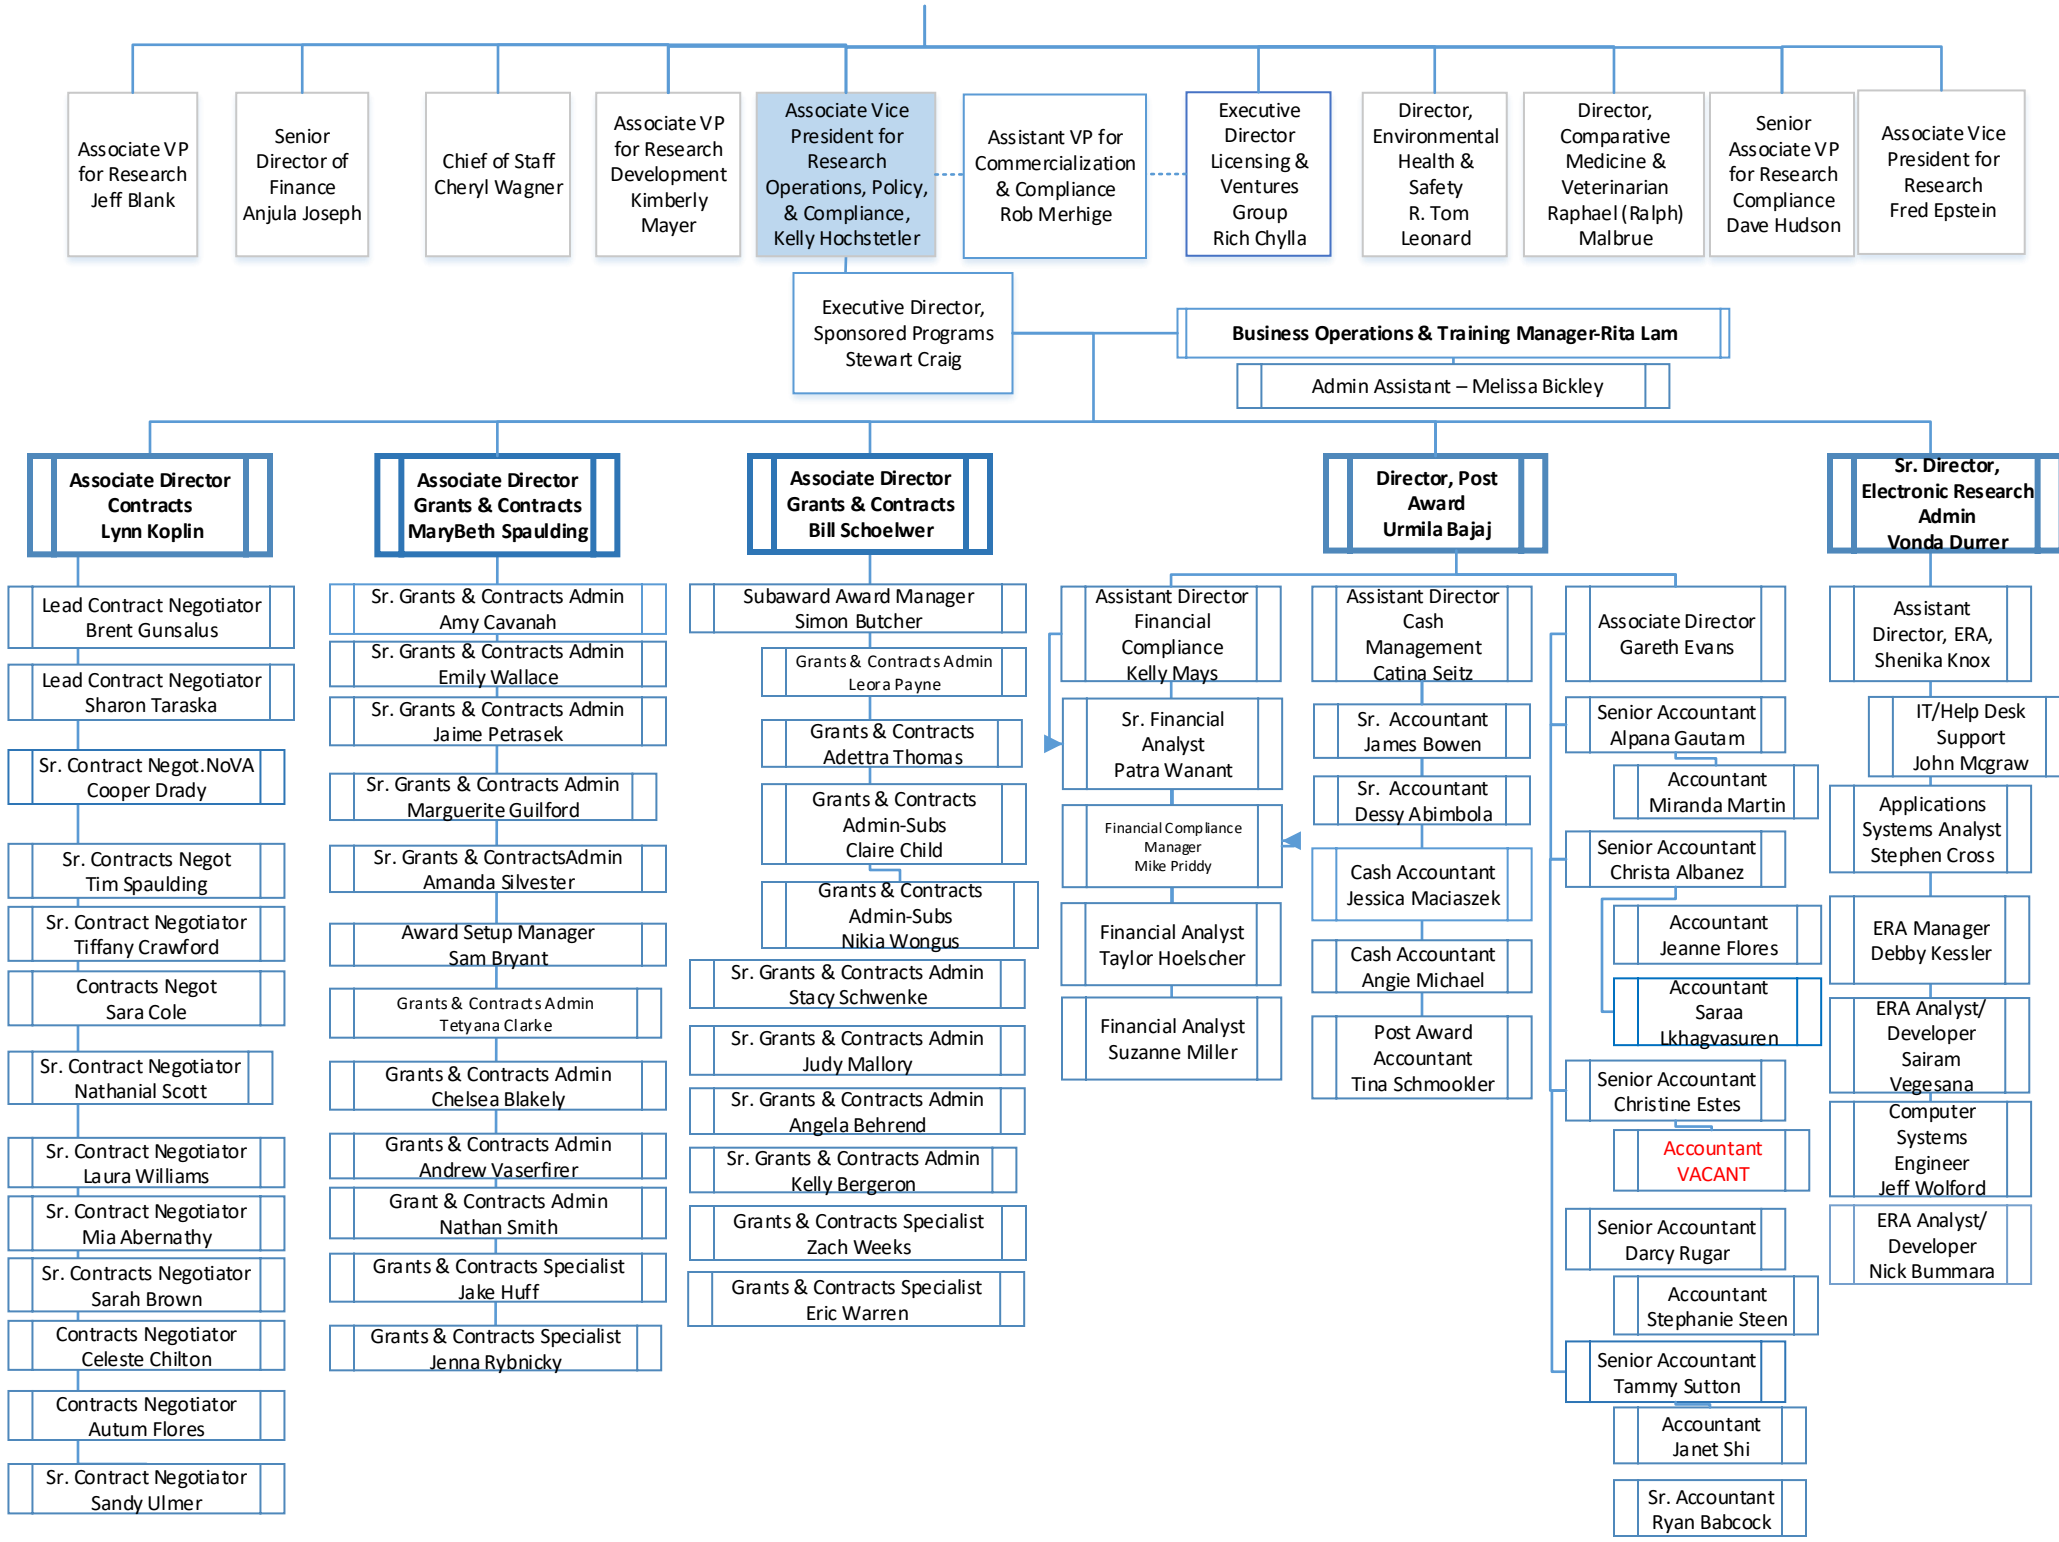 Associate VP
for Research
Jeff Blank
Senior
Director of
Finance
Anjula Joseph
Chief of Staff
Cheryl Wagner
Associate VP
for Research
Development
Kimberly
Mayer
Associate Vice
President for
Research
Operations, Policy,
& Compliance,
Kelly Hochstetler
Assistant VP for
Commercialization
& Compliance
Rob Merhige
Executive
Director
Licensing &
Ventures
Group
Rich Chylla
Director,
Environmental
Health &
Safety
R. Tom
Leonard
Director,
Comparative
Medicine &
Veterinarian
Raphael (Ralph)
Malbrue
Senior
Associate VP
for Research
Compliance
Dave Hudson
Associate Vice
President for
Research
Fred Epstein
Executive Director,
Sponsored Programs
Stewart Craig
Business Operations & Training Manager-Rita Lam
Admin Assistant – Melissa Bickley
Associate Director
Contracts
Lynn Koplin
Lead Contract Negotiator
Brent Gunsalus
Lead Contract Negotiator
Sharon Taraska
Sr. Contract Negot.NoVA
Cooper Drady
Sr. Contracts Negot
Tim Spaulding
Sr. Contract Negotiator
Tiffany Crawford
Contracts Negot
Sara Cole
Sr. Contract Negotiator
Nathanial Scott
Sr. Contract Negotiator
Laura Williams
Sr. Contract Negotiator
Mia Abernathy
Sr. Contracts Negotiator
Sarah Brown
Contracts Negotiator
Celeste Chilton
Contracts Negotiator
Autum Flores
Sr. Contract Negotiator
Sandy Ulmer
Associate Director
Grants & Contracts
MaryBeth Spaulding
Sr. Grants & Contracts Admin
Amy Cavanah
Sr. Grants & Contracts Admin
Emily Wallace
Sr. Grants & Contracts Admin
Jaime Petrasek
Sr. Grants & Contracts Admin
Marguerite Guilford
Sr. Grants & ContractsAdmin
Amanda Silvester
Award Setup Manager
Sam Bryant
Grants & Contracts Admin
Tetyana Clarke
Grants & Contracts Admin
Chelsea Blakely
Grants & Contracts Admin
Andrew Vaserfirer
Grant & Contracts Admin
Nathan Smith
Grants & Contracts Specialist
Jake Huff
Grants & Contracts Specialist
Jenna Rybnicky
Associate Director
Grants & Contracts
Bill Schoelwer
Subaward Award Manager
Simon Butcher
Grants & Contracts Admin
Leora Payne
Grants & Contracts
Adettra Thomas
Grants & Contracts
Admin-Subs
Claire Child
Grants & Contracts
Admin-Subs
Nikia Wongus
Sr. Grants & Contracts Admin
Stacy Schwenke
Sr. Grants & Contracts Admin
Judy Mallory
Sr. Grants & Contracts Admin
Angela Behrend
Sr. Grants & Contracts Admin
Kelly Bergeron
Grants & Contracts Specialist
Zach Weeks
Grants & Contracts Specialist
Eric Warren
Director, Post
Award
Urmila Bajaj
Assistant Director
Financial
Compliance
Kelly Mays
Sr. Financial
Analyst
Patra Wanant
Financial Compliance
Manager
Mike Priddy
Financial Analyst
Taylor Hoelscher
Financial Analyst
Suzanne Miller
Assistant Director
Cash
Management
Catina Seitz
Sr. Accountant
James Bowen
Sr. Accountant
Dessy Abimbola
Cash Accountant
Jessica Maciaszek
Cash Accountant
Angie Michael
Post Award
Accountant
Tina Schmookler
Associate Director
Gareth Evans
Senior Accountant
Alpana Gautam
Accountant
Miranda Martin
Senior Accountant
Christa Albanez
Accountant
Jeanne Flores
Accountant
Saraa
Lkhagvasuren
Senior Accountant
Christine Estes
Accountant
VACANT
Senior Accountant
Darcy Rugar
Accountant
Stephanie Steen
Senior Accountant
Tammy Sutton
Accountant
Janet Shi
Sr. Accountant
Ryan Babcock
Sr. Director,
Electronic Research
Admin
Vonda Durrer
Assistant
Director, ERA,
Shenika Knox
IT/Help Desk
Support
John Mcgraw
Applications
Systems Analyst
Stephen Cross
ERA Manager
Debby Kessler
ERA Analyst/
Developer
Sairam
Vegesana
Computer
Systems
Engineer
Jeff Wolford
ERA Analyst/
Developer
Nick Bummara